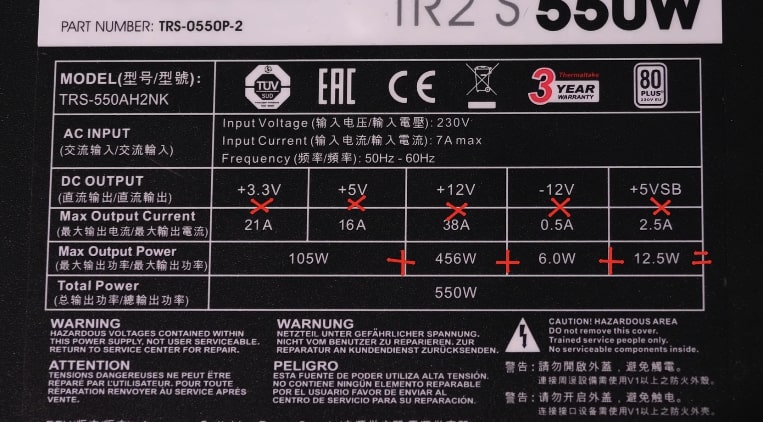 TR2 S 550W
PART NUMBER: TRS-0550P-2
MODEL(型号/型號):
TRS-550AH2NK
TÜV
SUD
EAC
CE
3
Thermaltake
YEAR
WARRANTY
80
PLUS
230V EU
AC INPUT
(交流输入/交流輸入)
Input Voltage (输入电压/輸入電壓): 230V
Input Current (输入电流/輸入電流): 7A max
Frequency (频率/頻率): 50Hz - 60Hz
DC OUTPUT
(直流输出/直流輸出)
+3.3V +5V +12V -12V +5VSB
Max Output Current
(最大输出电流/最大輸出電流)
21A 16A 38A 0.5A 2.5A
Max Output Power
(最大输出功率/最大輸出功率)
105W + 456W + 6.0W + 12.5W =
Total Power
(总输出功率/總輸出功率)
550W
WARNING
HAZARDOUS VOLTAGES CONTAINED WITHIN
THIS POWER SUPPLY, NOT USER SERVICEABLE.
RETURN TO SERVICE CENTER FOR REPAIR.
ATTENTION
TENSIONS DANGEREUSES NE PEUT ÊTRE
RÉPARÉ PAR L'UTILISATEUR. POUR TOUTE
RÉPARATION RENVOYER AU SERVICE APRÈS
VENTE.
WARNUNG
NETZTEIL UNTER GEFÄHRLICHER SPANNUNG.
NICHT VOM BENUTZER ZU REPARIEREN. ZUR
REPARATUR AN KUNDENDIENST ZURÜCKSENDEN.
PELIGRO
ESTA FUENTE DE PODER UTILIZA ALTA TENSIÓN.
NO CONTIENE NINGÚN ELEMENTO REPARABLE
POR EL USUARIO FAVOR DE ENVIAR AL
CENTRO DE SERVICIO PARA SU REPARACIÓN.
CAUTION! HAZARDOUS AREA
DO not remove this cover.
Trained service people only.
No serviceable components inside.
警告: 請勿開啟外蓋, 避免觸電。
連接周邊設備需使用V1以上之防火外殼。
警告: 请勿开启外盖, 避免触电。
连接接口设备需使用V1以上之防火外壳。